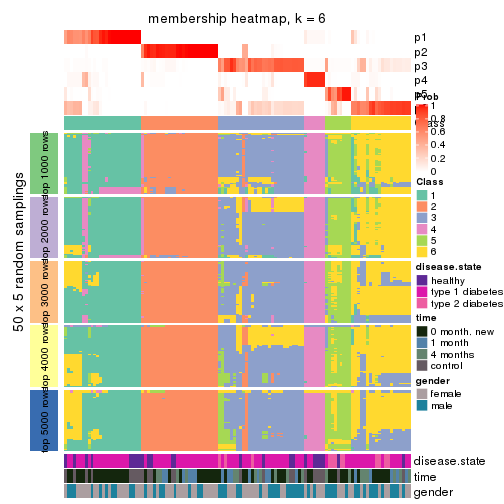 membership heatmap, k = 6
p1
p2
p3
p4
p5
Prob
1
0.8
0.6
0.4
0.2
0
Class
1
2
3
4
5
6
disease.state
healthy
type 1 diabetes
type 2 diabetes
time
0 month. new
1 month
4 months
control
gender
female
male
50 x 5 random samplings
top 1000 rows
top 2000 rows
top 3000 rows
top 4000 rows
top 5000 rows
disease.state
time
gender